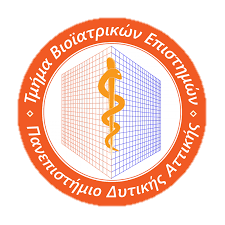 Τμήμα Βιοϊατρικών Επιστημών
Πανεπιστήμιο Δυτικής Αττικής